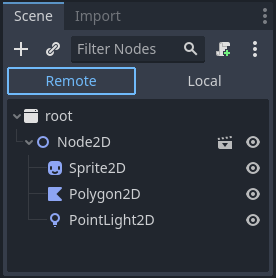 Scene Import
Filter Nodes
Remote Local
root
Node2D
Sprite2D
Polygon2D
PointLight2D